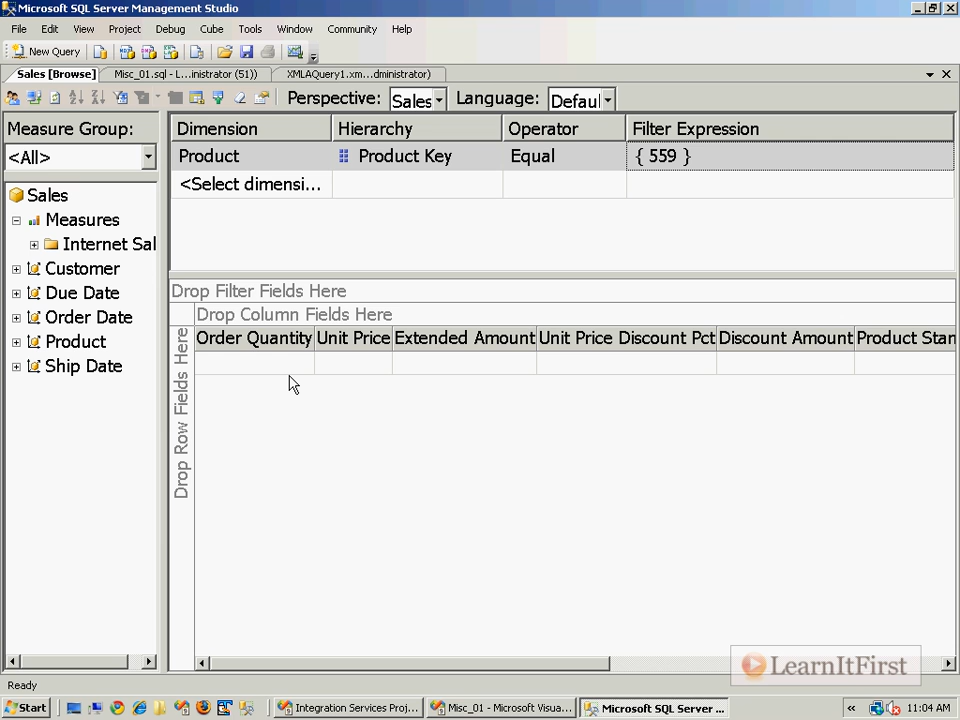 Microsoft SQL Server Management Studio
File Edit View Project Debug Cube Tools Window Community Help
New Query
Sales [Browse] Misc_01.sql - L...inistrator (51)) XMLAQuery1.xm...dministrator)
Perspective: Sales Language: Defaul
Measure Group:
<All>
Sales
Measures
Internet Sal
Customer
Due Date
Order Date
Product
Ship Date
Dimension Hierarchy Operator Filter Expression
Product Product Key Equal { 559 }
<Select dimensi...
Drop Filter Fields Here
Drop Column Fields Here
Drop Row Fields Here
Order Quantity Unit Price Extended Amount Unit Price Discount Pct Discount Amount Product Stan
LearnItFirst
Ready
Start Integration Services Proj... Misc_01 - Microsoft Visua... Microsoft SQL Server ... « 11:04 AM